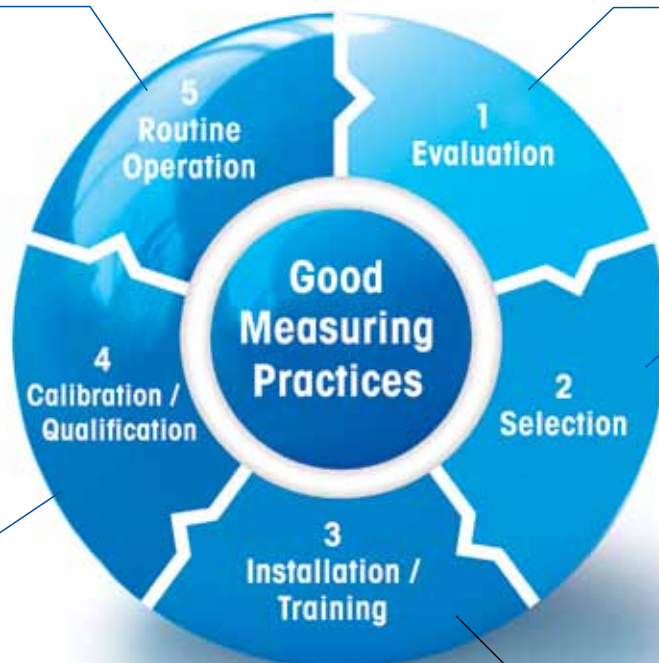 Good
Measuring
Practices
1
Evaluation
2
Selection
3
Installation /
Training
4
Calibration /
Qualification
5
Routine
Operation